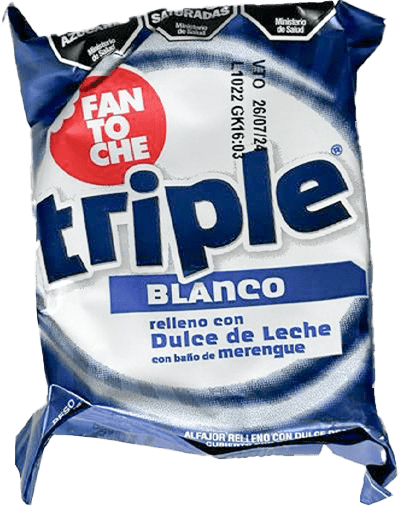 AZÚCARES
Ministerio
de Salud
SATURADAS
Ministerio
de Salud
Ministerio
de Salud
VTO 26/07/24
L1022 GK16:03
FAN
TO
CHE
triple®
BLANCO
relleno con
Dulce de Leche
con baño de merengue
PESO
ALFAJOR RELLENO CON DULCE DE